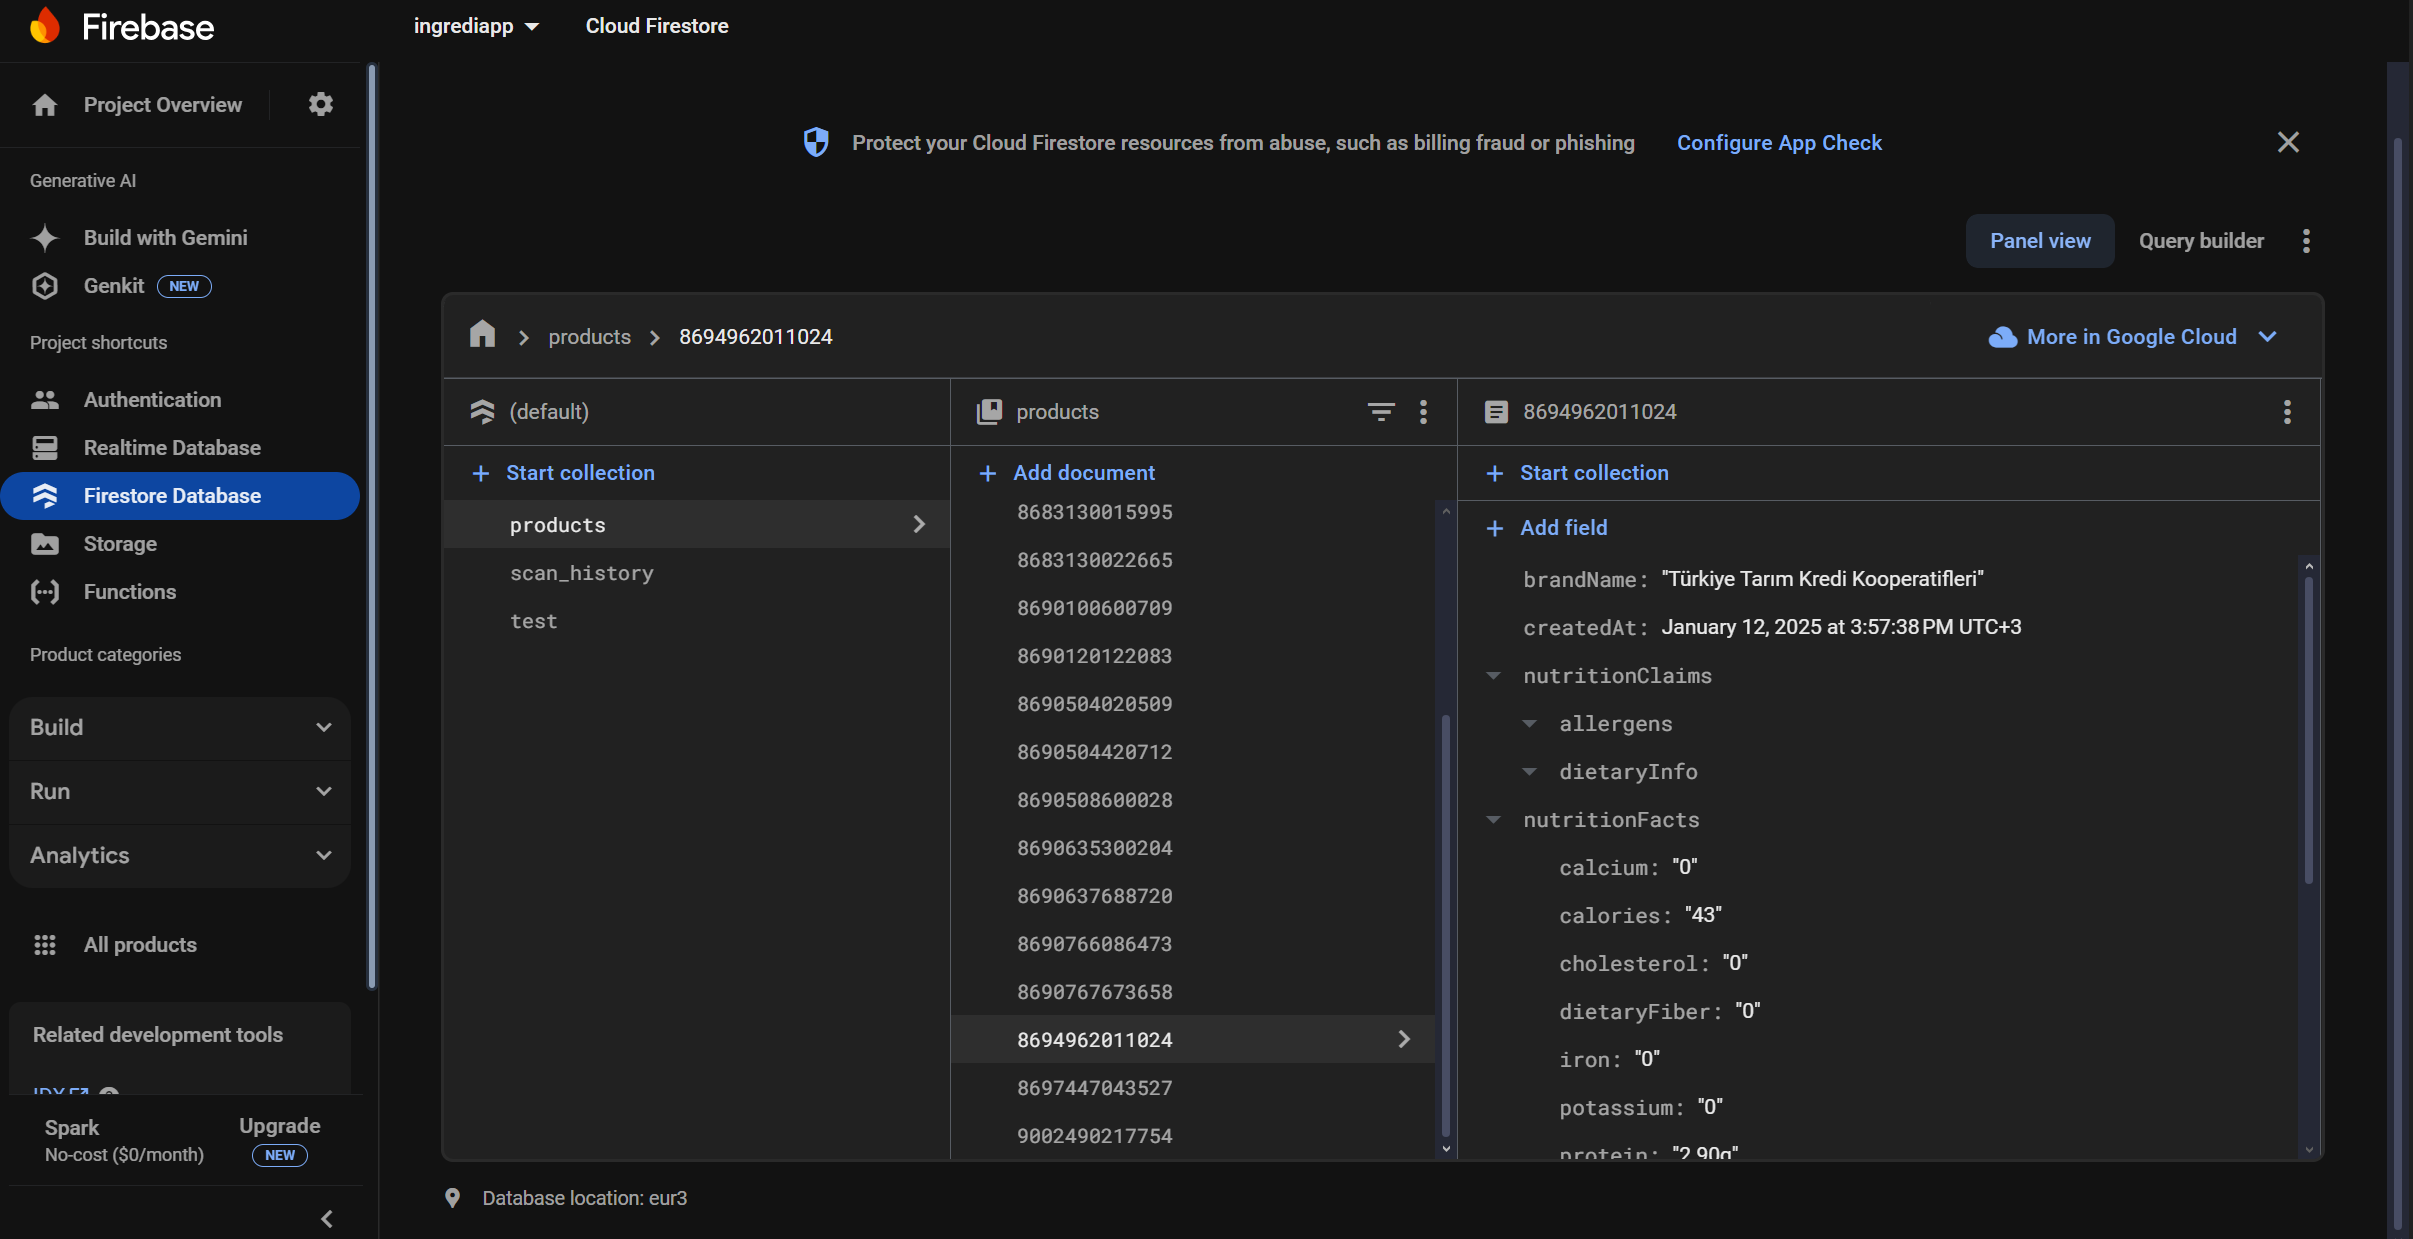 Firebase
ingrediapp
Cloud Firestore
Project Overview
Generative AI
Build with Gemini
Genkit NEW
Project shortcuts
Authentication
Realtime Database
Firestore Database
Storage
Functions
Product categories
Build
Run
Analytics
All products
Related development tools
IDX
Spark
No-cost ($0/month)
Upgrade
NEW
Protect your Cloud Firestore resources from abuse, such as billing fraud or phishing Configure App Check
Panel view
Query builder
products
8694962011024
More in Google Cloud
(default)
Start collection
products
scan_history
test
products
Add document
8683130015995
8683130022665
8690100600709
8690120122083
8690504020509
8690504420712
8690508600028
8690635300204
8690637688720
8690766086473
8690767673658
8694962011024
8697447043527
9002490217754
8694962011024
Start collection
Add field
brandName: "Türkiye Tarım Kredi Kooperatifleri"
createdAt: January 12, 2025 at 3:57:38 PM UTC+3
nutritionClaims
allergens
dietaryInfo
nutritionFacts
calcium: "0"
calories: "43"
cholesterol: "0"
dietaryFiber: "0"
iron: "0"
potassium: "0"
protein: "2.90g"
Database location: eur3